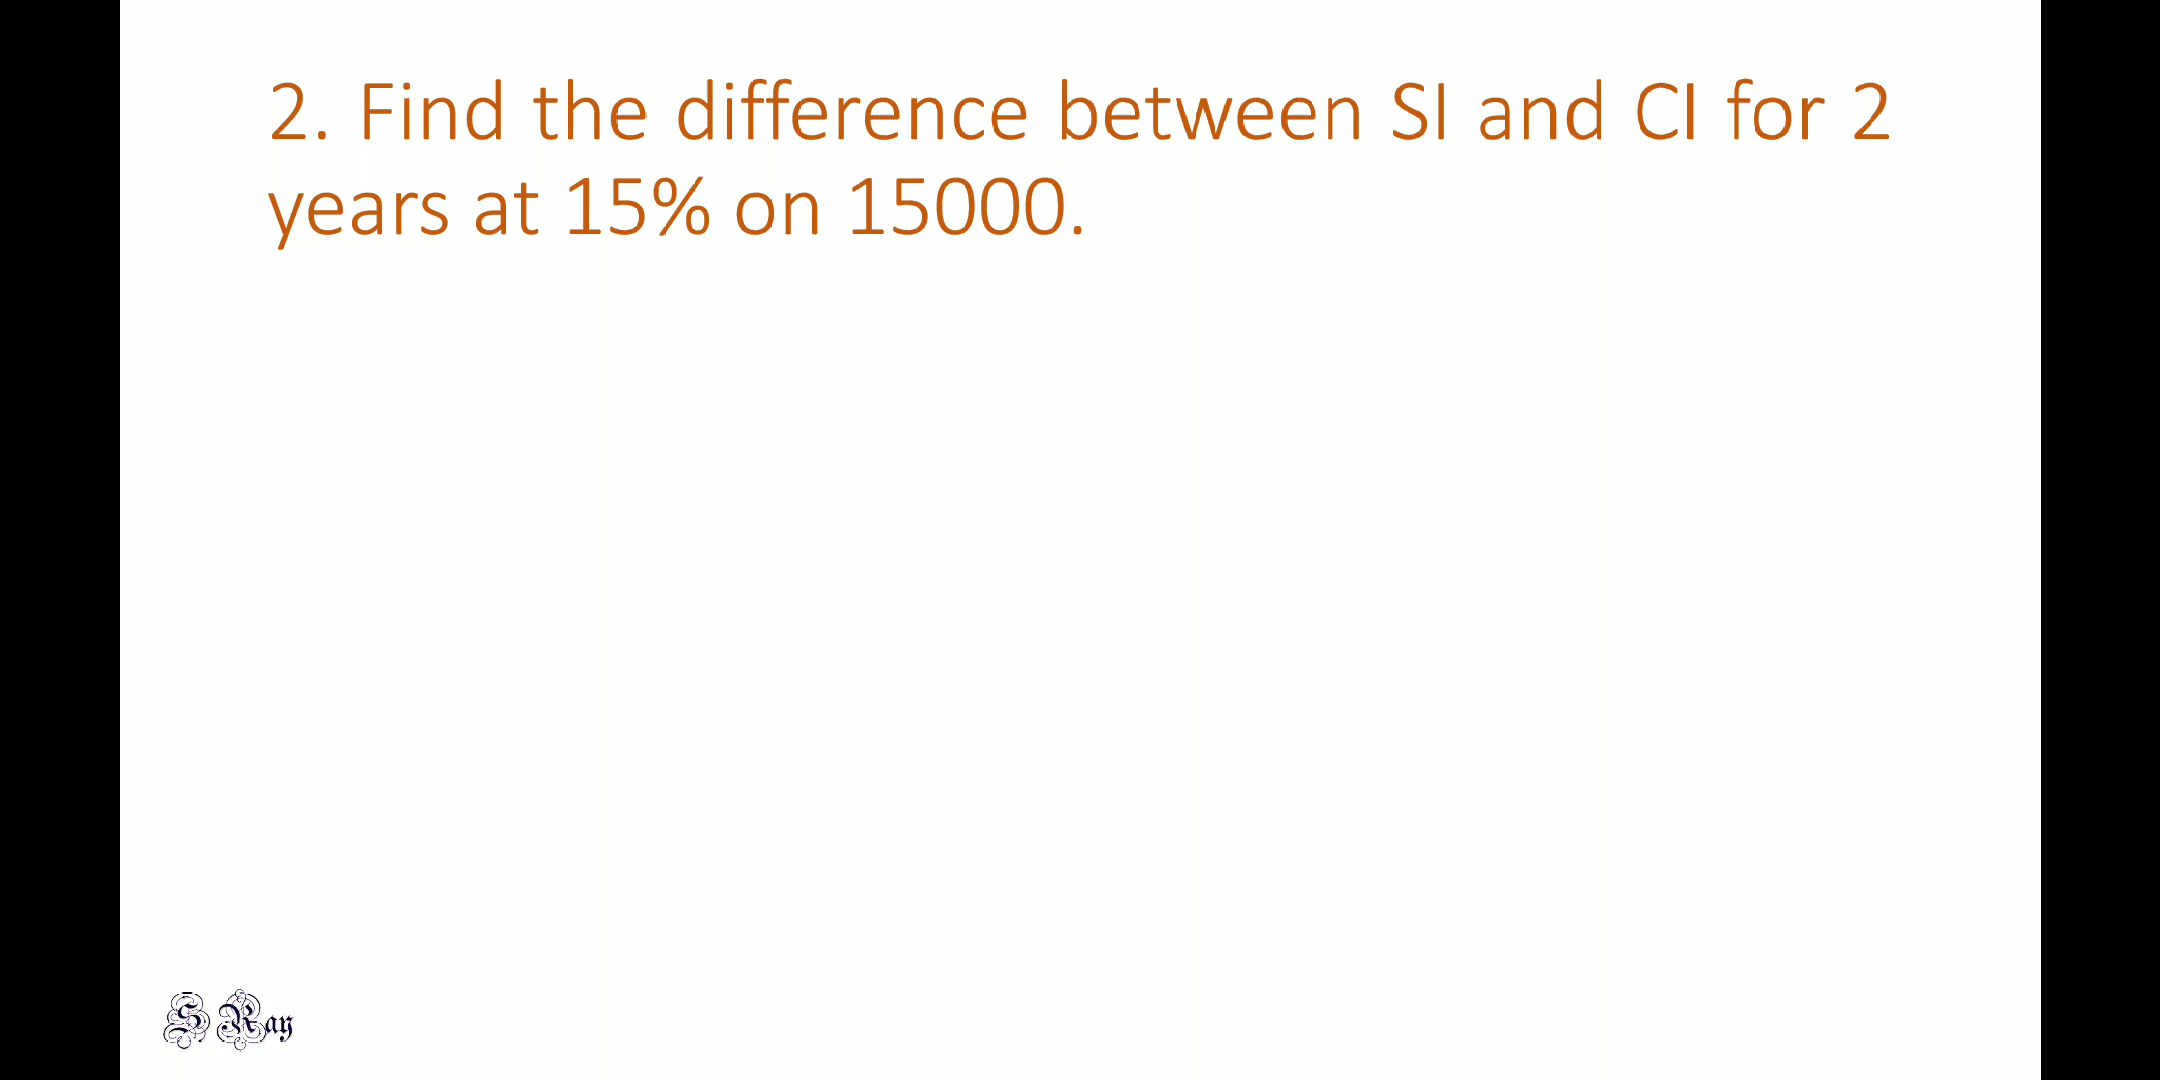 2. Find the difference between SI and CI for 2
years at 15% on 15000.
S Ray